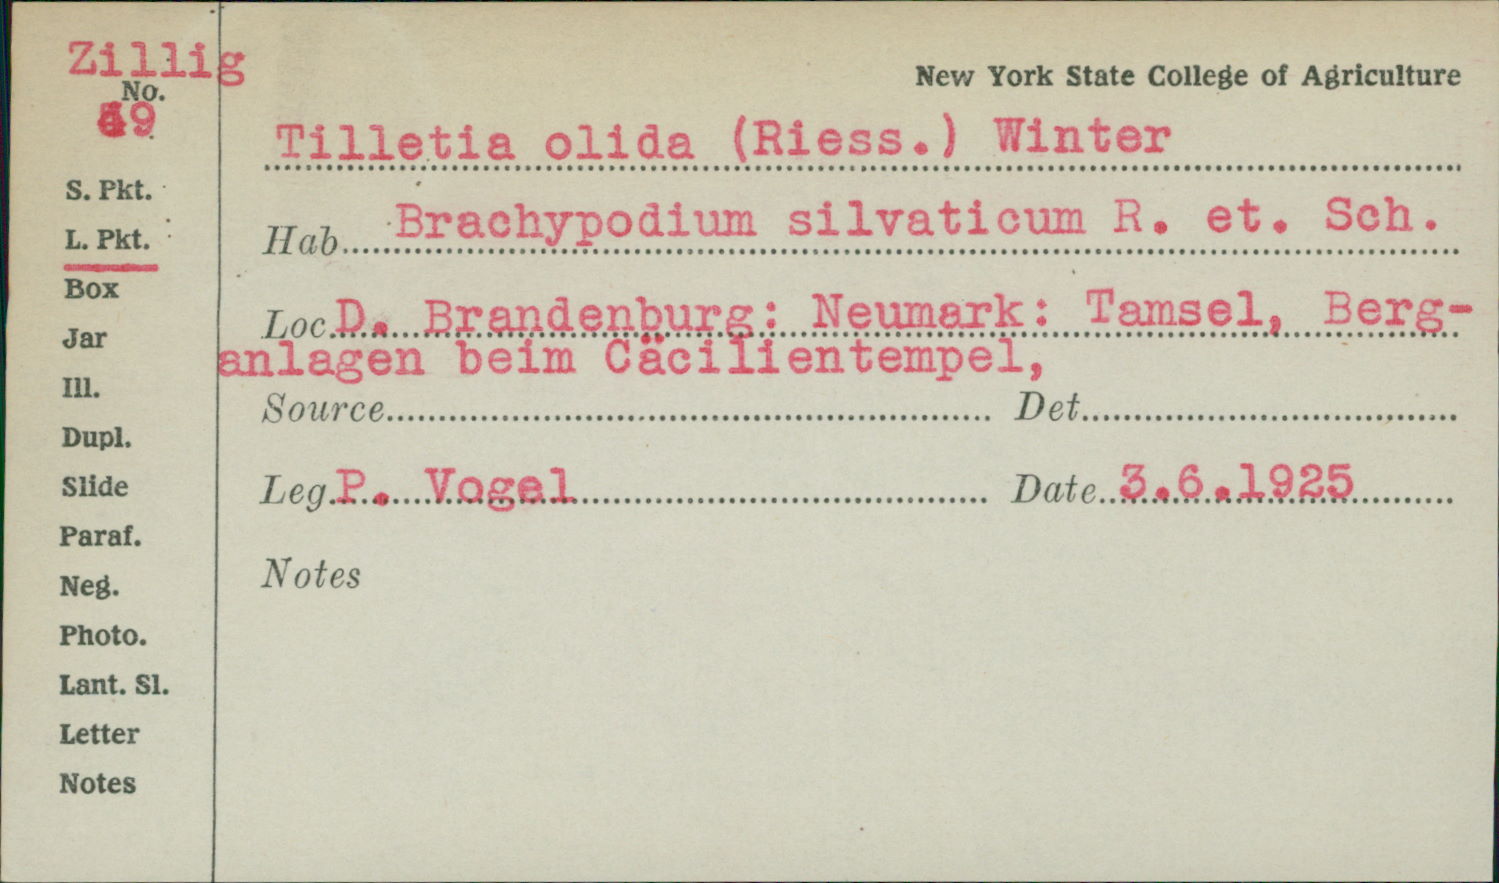 Zillig
New York State College of Agriculture
No.
Tilletia olida (Riess.) Winter
S. Pkt.
Hab. Brachypodium silvaticum R. et. Sch.
L. Pkt.
Box
Loc. D. Brandenburg: Neumark: Tamsel, Berg-
anlagen beim Cäcilientempel,
Jar
Ill.
Source Det.
Dupl.
Slide
Leg. P. Vogel Date 3.6.1925
Paraf.
Notes
Neg.
Photo.
Lant. Sl.
Letter
Notes